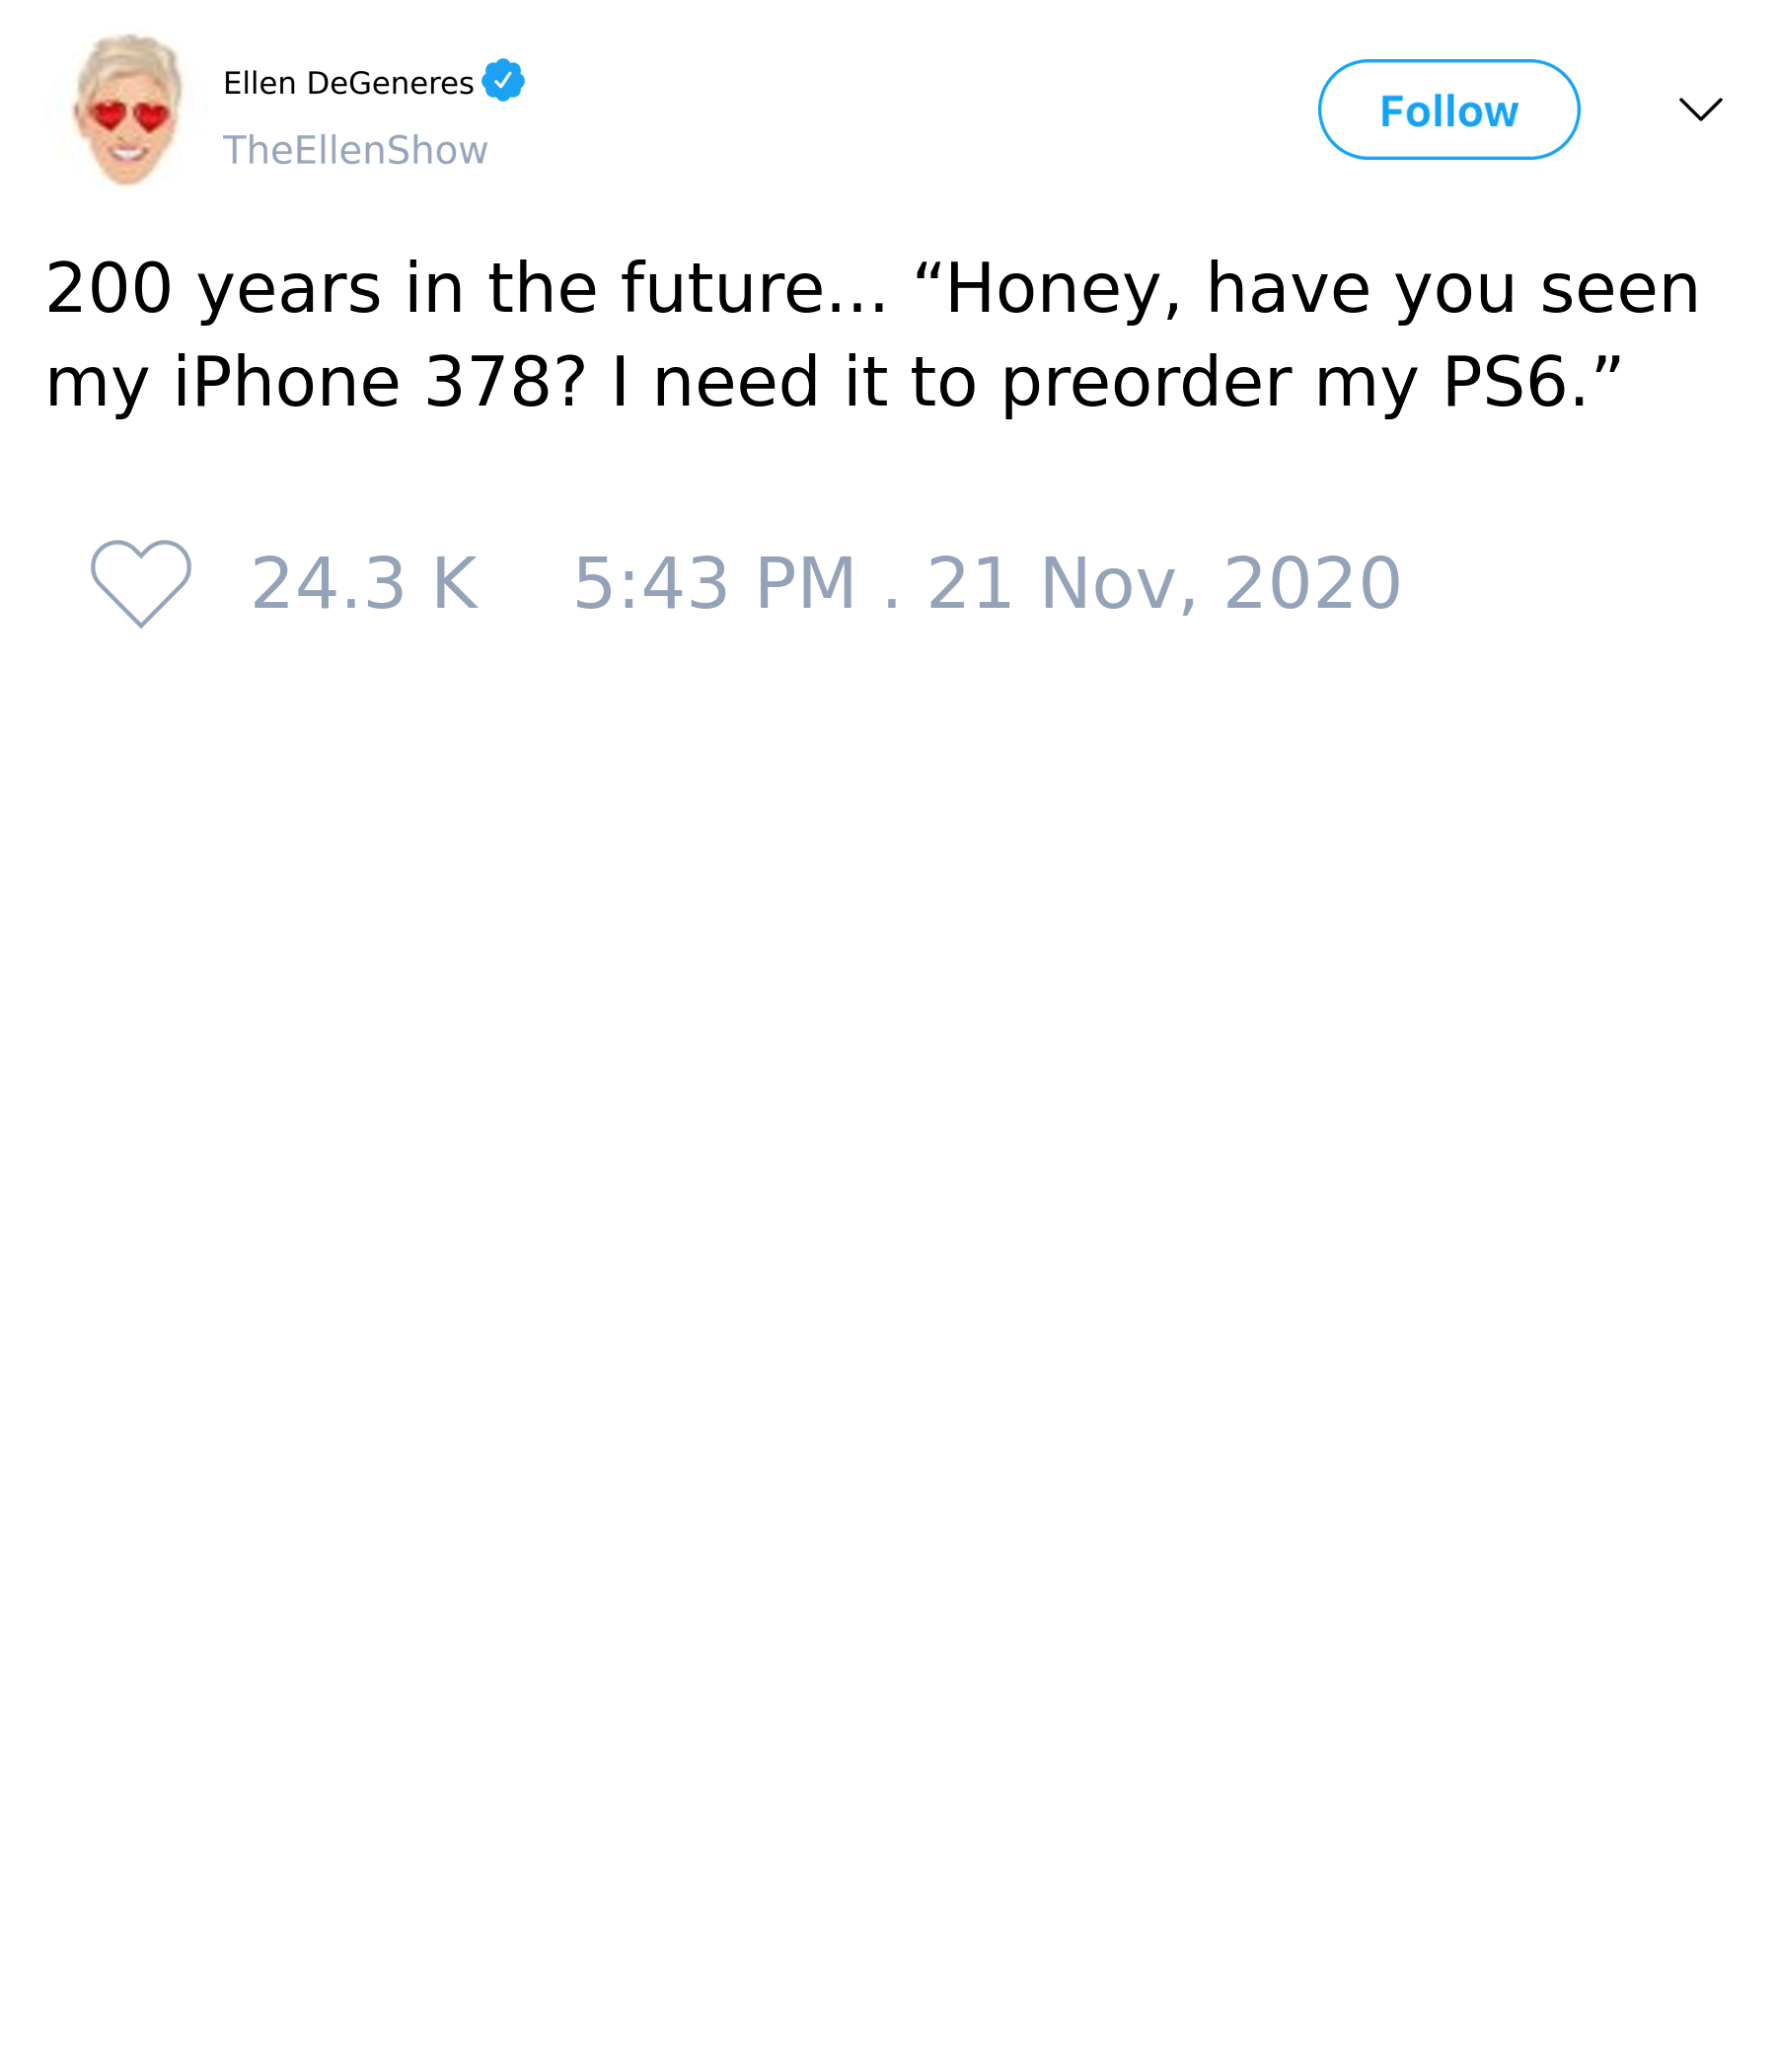 Ellen DeGeneres
TheEllenShow
Follow
200 years in the future... “Honey, have you seen
my iPhone 378? I need it to preorder my PS6.”
24.3 K 5:43 PM . 21 Nov, 2020